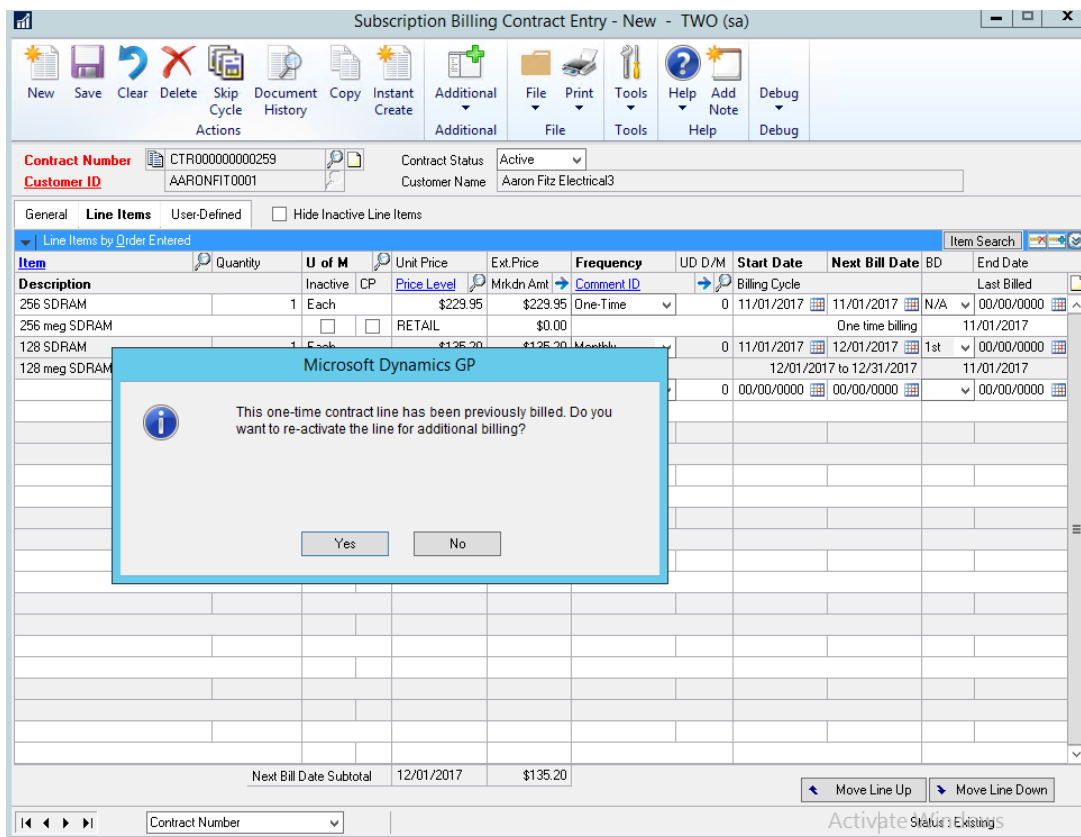 Subscription Billing Contract Entry - New - TWO (sa)
New Save Clear Delete Skip Cycle Document History Copy Instant Create Additional File Print Tools Help Add Note Debug
Actions Additional File Tools Help Debug
Contract Number CTR000000000259 Contract Status Active
Customer ID AARONFIT0001 Customer Name Aaron Fitz Electrical3
General Line Items User-Defined Hide Inactive Line Items
Line Items by Order Entered Item Search
Item Quantity U of M Unit Price Ext.Price Frequency UD D/M Start Date Next Bill Date BD End Date
Description Inactive CP Price Level Mrkdn Amt Comment ID Billing Cycle Last Billed
256 SDRAM 1 Each $229.95 $229.95 One-Time 0 11/01/2017 11/01/2017 N/A 00/00/0000
256 meg SDRAM RETAIL $0.00 One time billing 11/01/2017
128 SDRAM 1 Each $135.20 $135.20 Monthly 0 11/01/2017 12/01/2017 1st 00/00/0000
128 meg SDRAM 12/01/2017 to 12/31/2017 11/01/2017
0 00/00/0000 00/00/0000 00/00/0000
Microsoft Dynamics GP
This one-time contract line has been previously billed. Do you
want to re-activate the line for additional billing?
Yes No
Next Bill Date Subtotal 12/01/2017 $135.20
Move Line Up Move Line Down
Contract Number Activate Windows Status : Existing